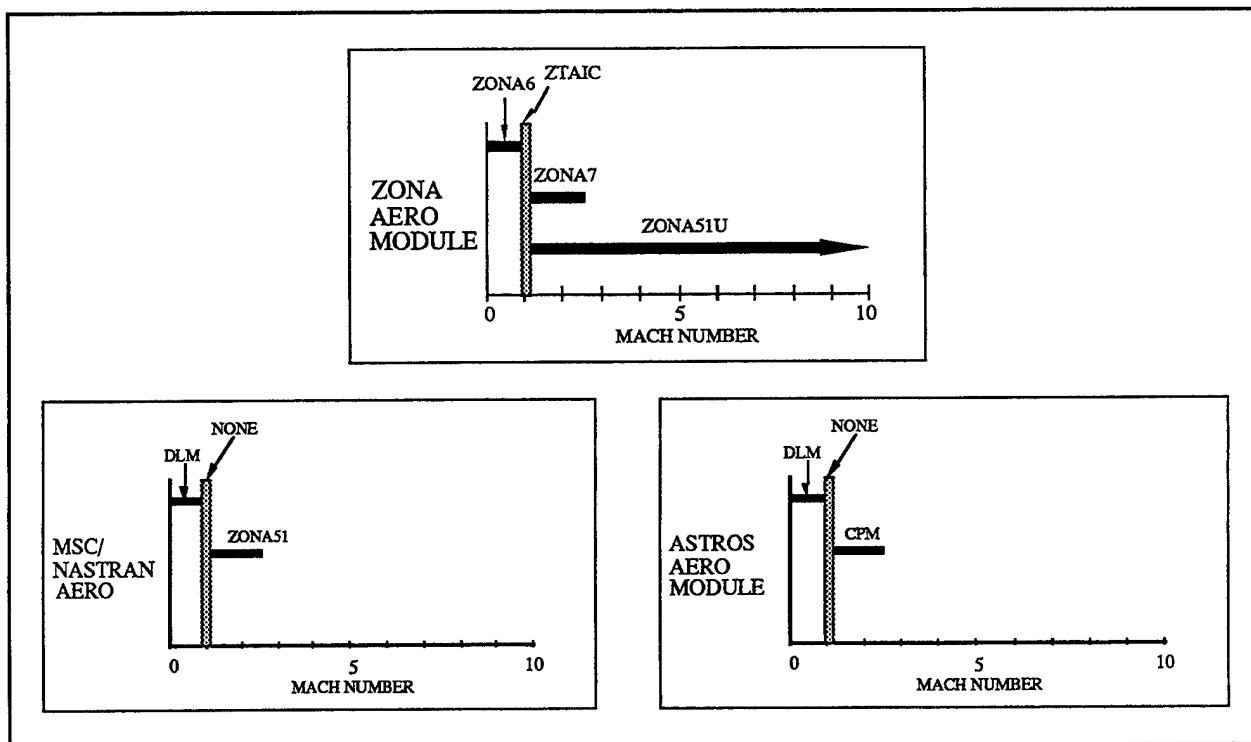 ZONA6
ZTAIC
ZONA7
ZONA
AERO
MODULE
ZONA51U
0 5 10
MACH NUMBER
NONE
DLM
ZONA51
MSC/
NASTRAN
AERO
0 5 10
MACH NUMBER
NONE
DLM
CPM
ASTROS
AERO
MODULE
0 5 10
MACH NUMBER